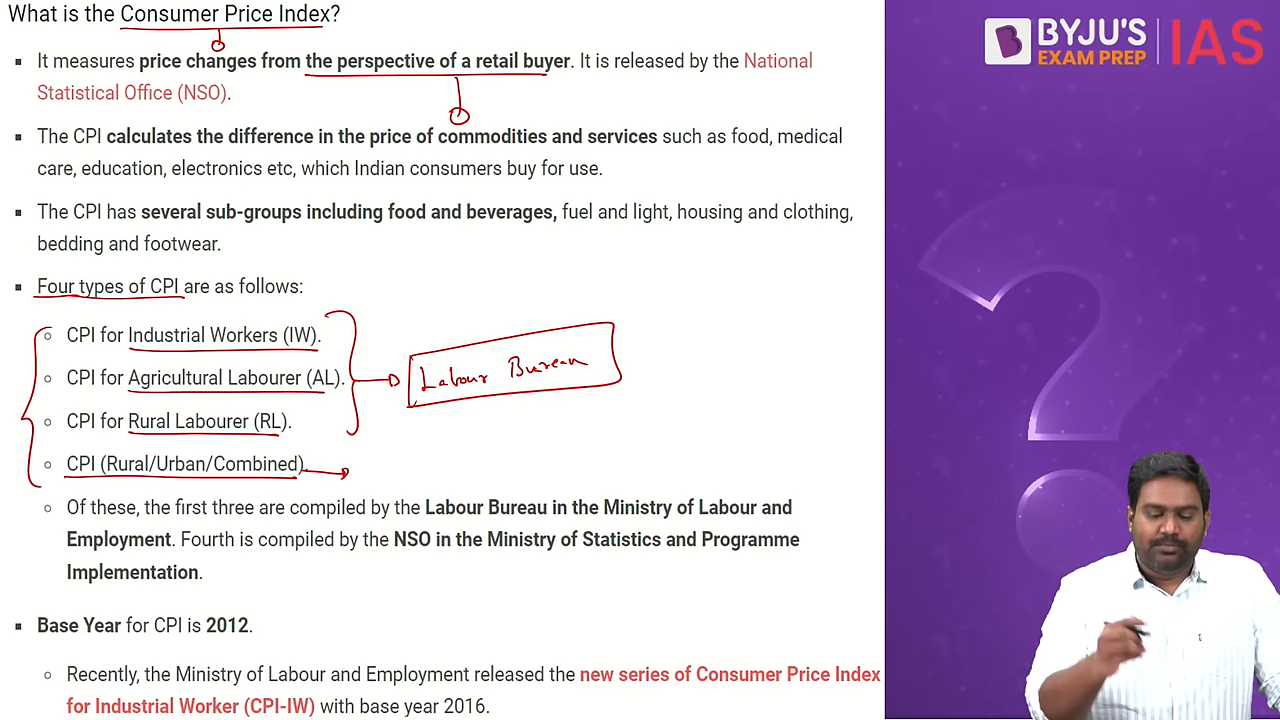 What is the Consumer Price Index?
It measures price changes from the perspective of a retail buyer. It is released by the National
Statistical Office (NSO).
The CPI calculates the difference in the price of commodities and services such as food, medical
care, education, electronics etc, which Indian consumers buy for use.
The CPI has several sub-groups including food and beverages, fuel and light, housing and clothing,
bedding and footwear.
Four types of CPI are as follows:
CPI for Industrial Workers (IW).
CPI for Agricultural Labourer (AL).
Labour Bureau
CPI for Rural Labourer (RL).
CPI (Rural/Urban/Combined).
Of these, the first three are compiled by the Labour Bureau in the Ministry of Labour and
Employment. Fourth is compiled by the NSO in the Ministry of Statistics and Programme
Implementation.
Base Year for CPI is 2012.
Recently, the Ministry of Labour and Employment released the new series of Consumer Price Index
for Industrial Worker (CPI-IW) with base year 2016.
BYJU'S
EXAM PREP
IAS